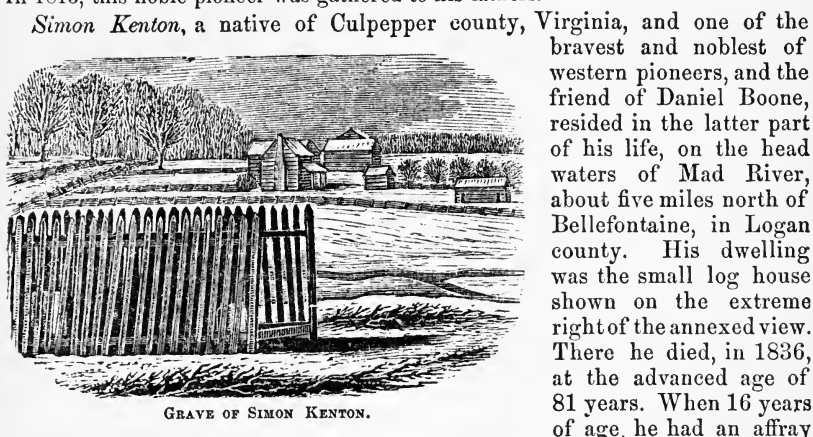 In 1813, this noble pioneer was gathered to his fathers.
Simon Kenton, a native of Culpepper county, Virginia, and one of the
bravest and noblest of
western pioneers, and the
friend of Daniel Boone,
resided in the latter part
of his life, on the head
waters of Mad River,
about five miles north of
Bellefontaine, in Logan
county. His dwelling
was the small log house
shown on the extreme
right of the annexed view.
There he died, in 1836,
at the advanced age of
81 years. When 16 years
of age, he had an affray
Grave of Simon Kenton.